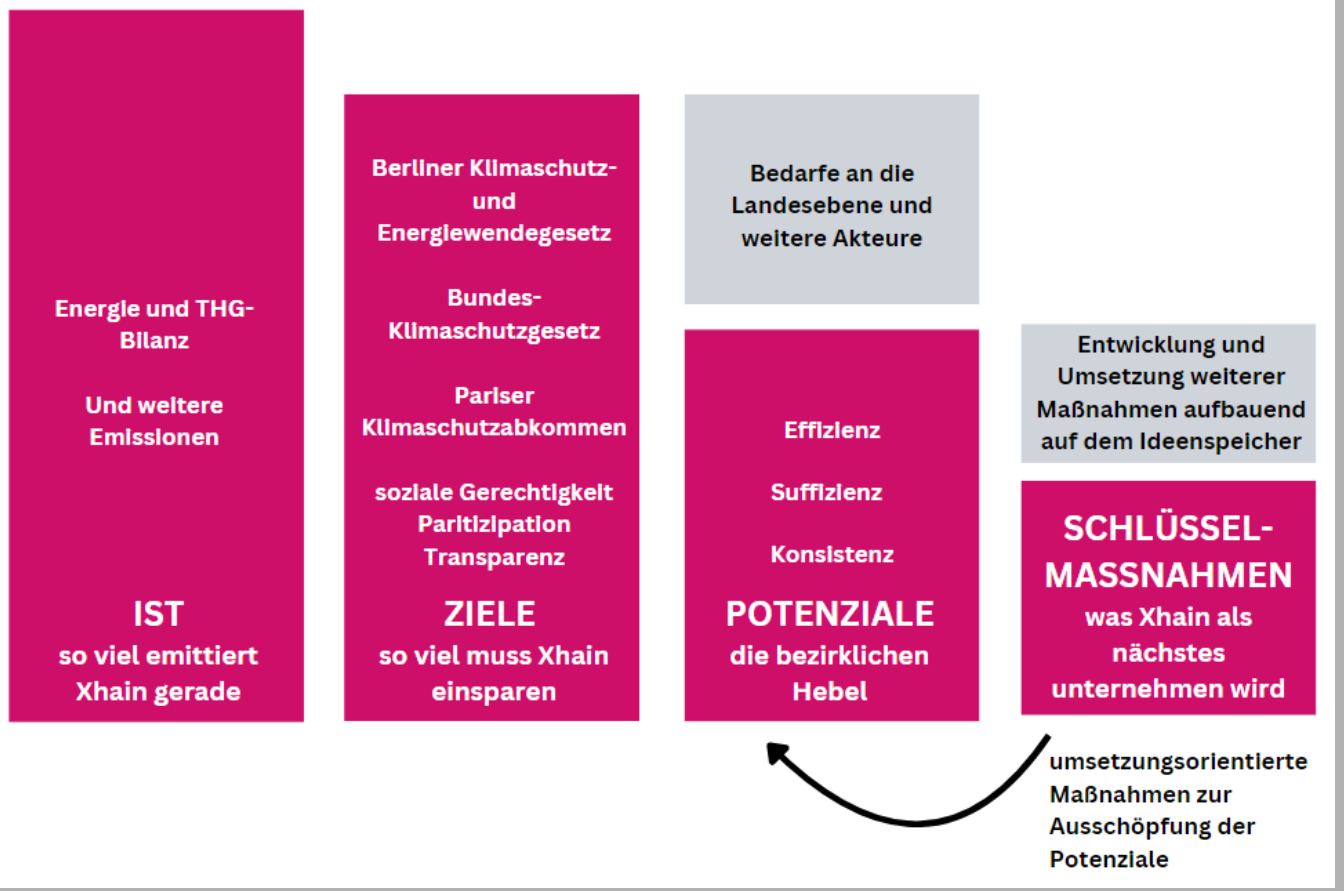 Energie und THG-
Bilanz
Und weitere
Emissionen
IST
so viel emittiert
Xhain gerade
Berliner Klimaschutz-
und
Energiewendegesetz
Bundes-
Klimaschutzgesetz
Pariser
Klimaschutzabkommen
soziale Gerechtigkeit
Paritizipation
Transparenz
ZIELE
so viel muss Xhain
einsparen
Bedarfe an die
Landesebene und
weitere Akteure
Effizienz
Suffizienz
Konsistenz
POTENZIALE
die bezirklichen
Hebel
Entwicklung und
Umsetzung weiterer
Maßnahmen aufbauend
auf dem Ideenspeicher
SCHLÜSSEL-
MASSNAHMEN
was Xhain als
nächstes
unternehmen wird
umsetzungsorientierte
Maßnahmen zur
Ausschöpfung der
Potenziale